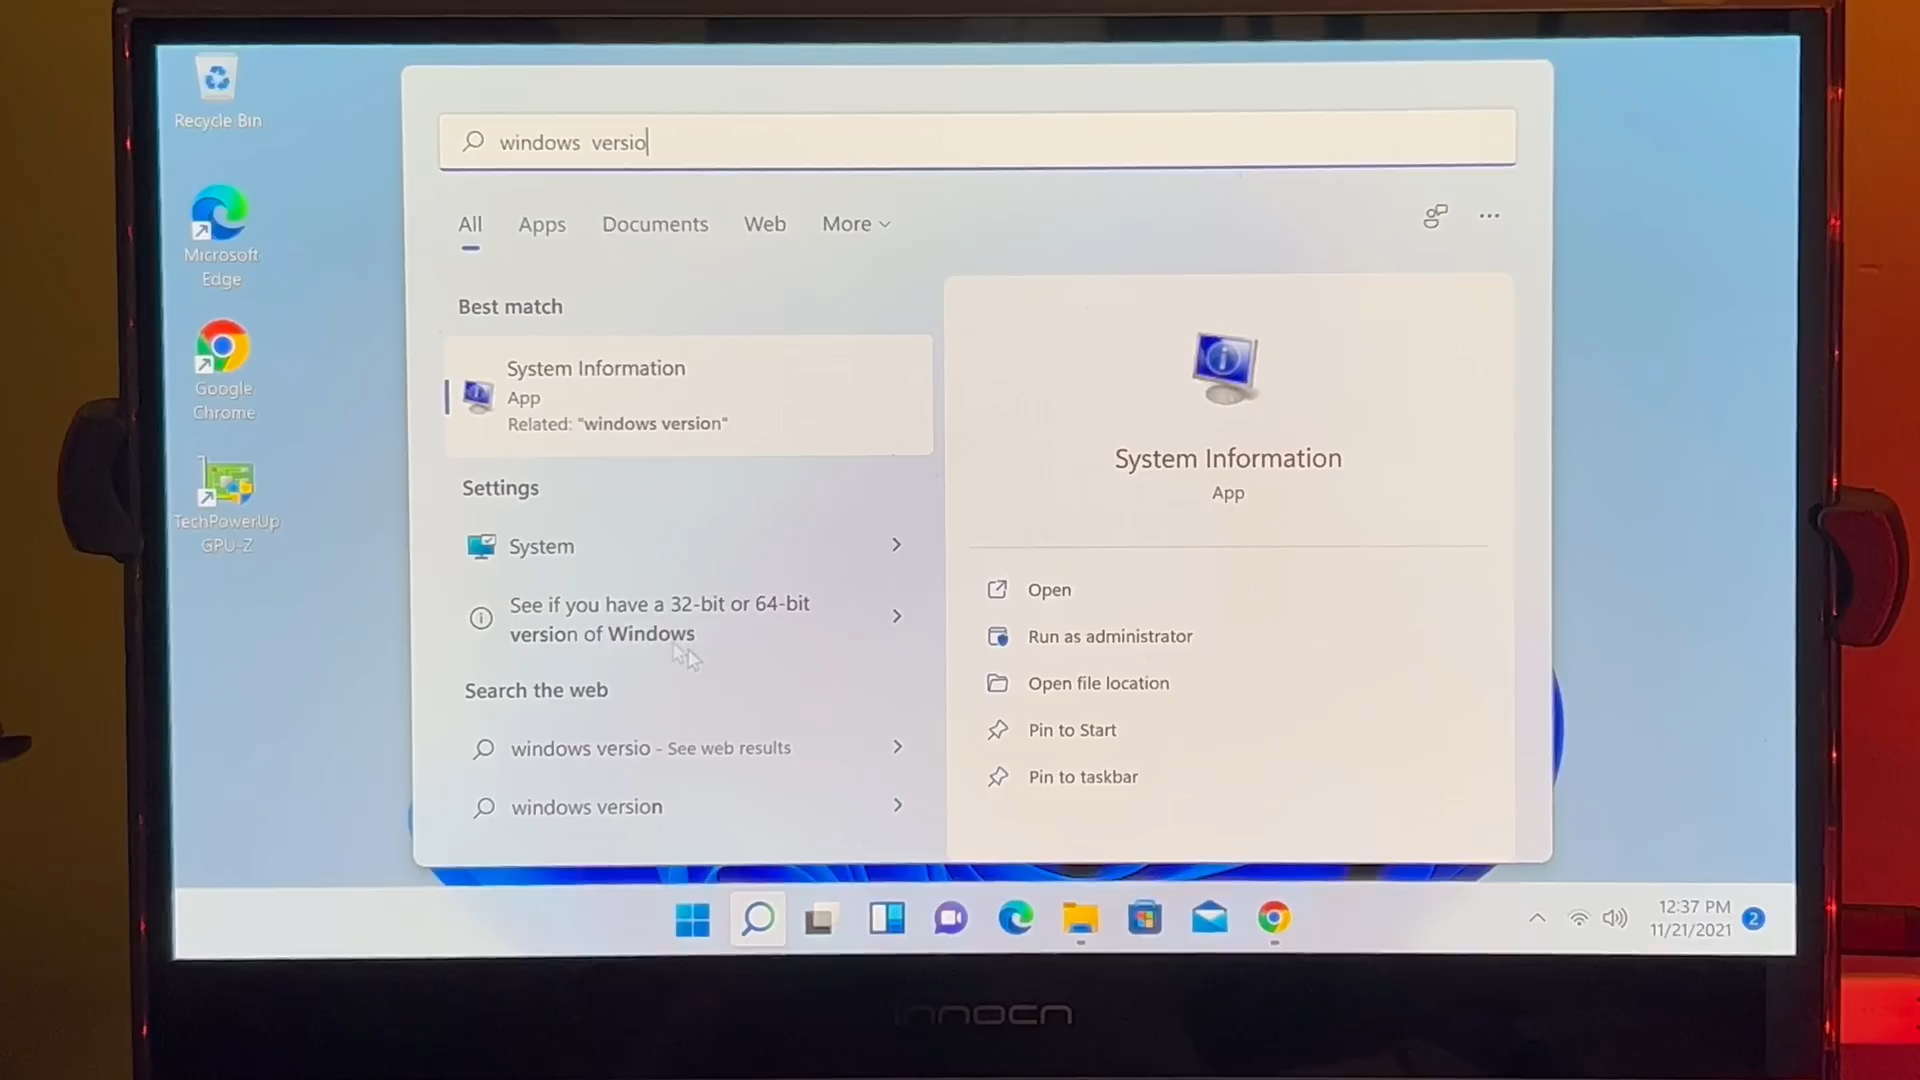 Recycle Bin
Microsoft
Edge
Google
Chrome
TechPowerUp
GPU-Z
windows  versio
All
Apps
Documents
Web
More
Best match
System Information
App
Related: "windows version"
Settings
System
See if you have a 32-bit or 64-bit
version of Windows
Search the web
windows versio - See web results
windows version
System Information
App
Open
Run as administrator
Open file location
Pin to Start
Pin to taskbar
12:37 PM
11/21/2021
2
innocn